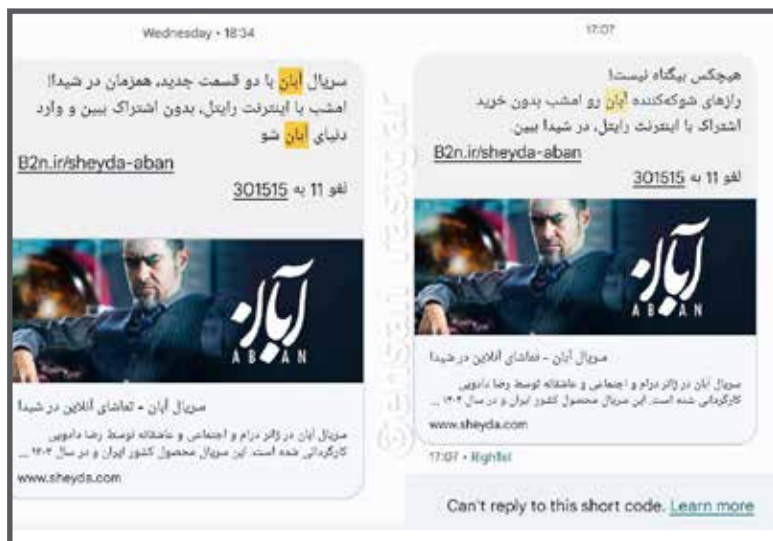 Wednesday • 18:34
سریال آبان با دو قسمت جدید، همزمان در شیدا!
امشب با اینترنت رایتل، بدون اشتراک ببین و وارد
دنیای آبان شو
B2n.ir/sheyda-aban
لغو 11 به 301515
آبان
ABAN
سریال آبان - تماشای آنلاین در شیدا
سریال آبان در ژانر درام و اجتماعی و عاشقانه توسط رضا دادویی
کارگردانی شده است. این سریال محصول کشور ایران و در سال ۱۴۰۳ ...
www.sheyda.com
17:07
هیچکس بیگناه نیست!
رازهای شوکه‌کننده آبان رو امشب بدون خرید
اشتراک با اینترنت رایتل، در شیدا ببین.
B2n.ir/sheyda-aban
لغو 11 به 301515
آبان
ABAN
سریال آبان - تماشای آنلاین در شیدا
سریال آبان در ژانر درام و اجتماعی و عاشقانه توسط رضا دادویی
کارگردانی شده است. این سریال محصول کشور ایران و در سال ۱۴۰۳ ...
www.sheyda.com
17:07 • RighTel
Can't reply to this short code. Learn more
@ehsan_rastgar